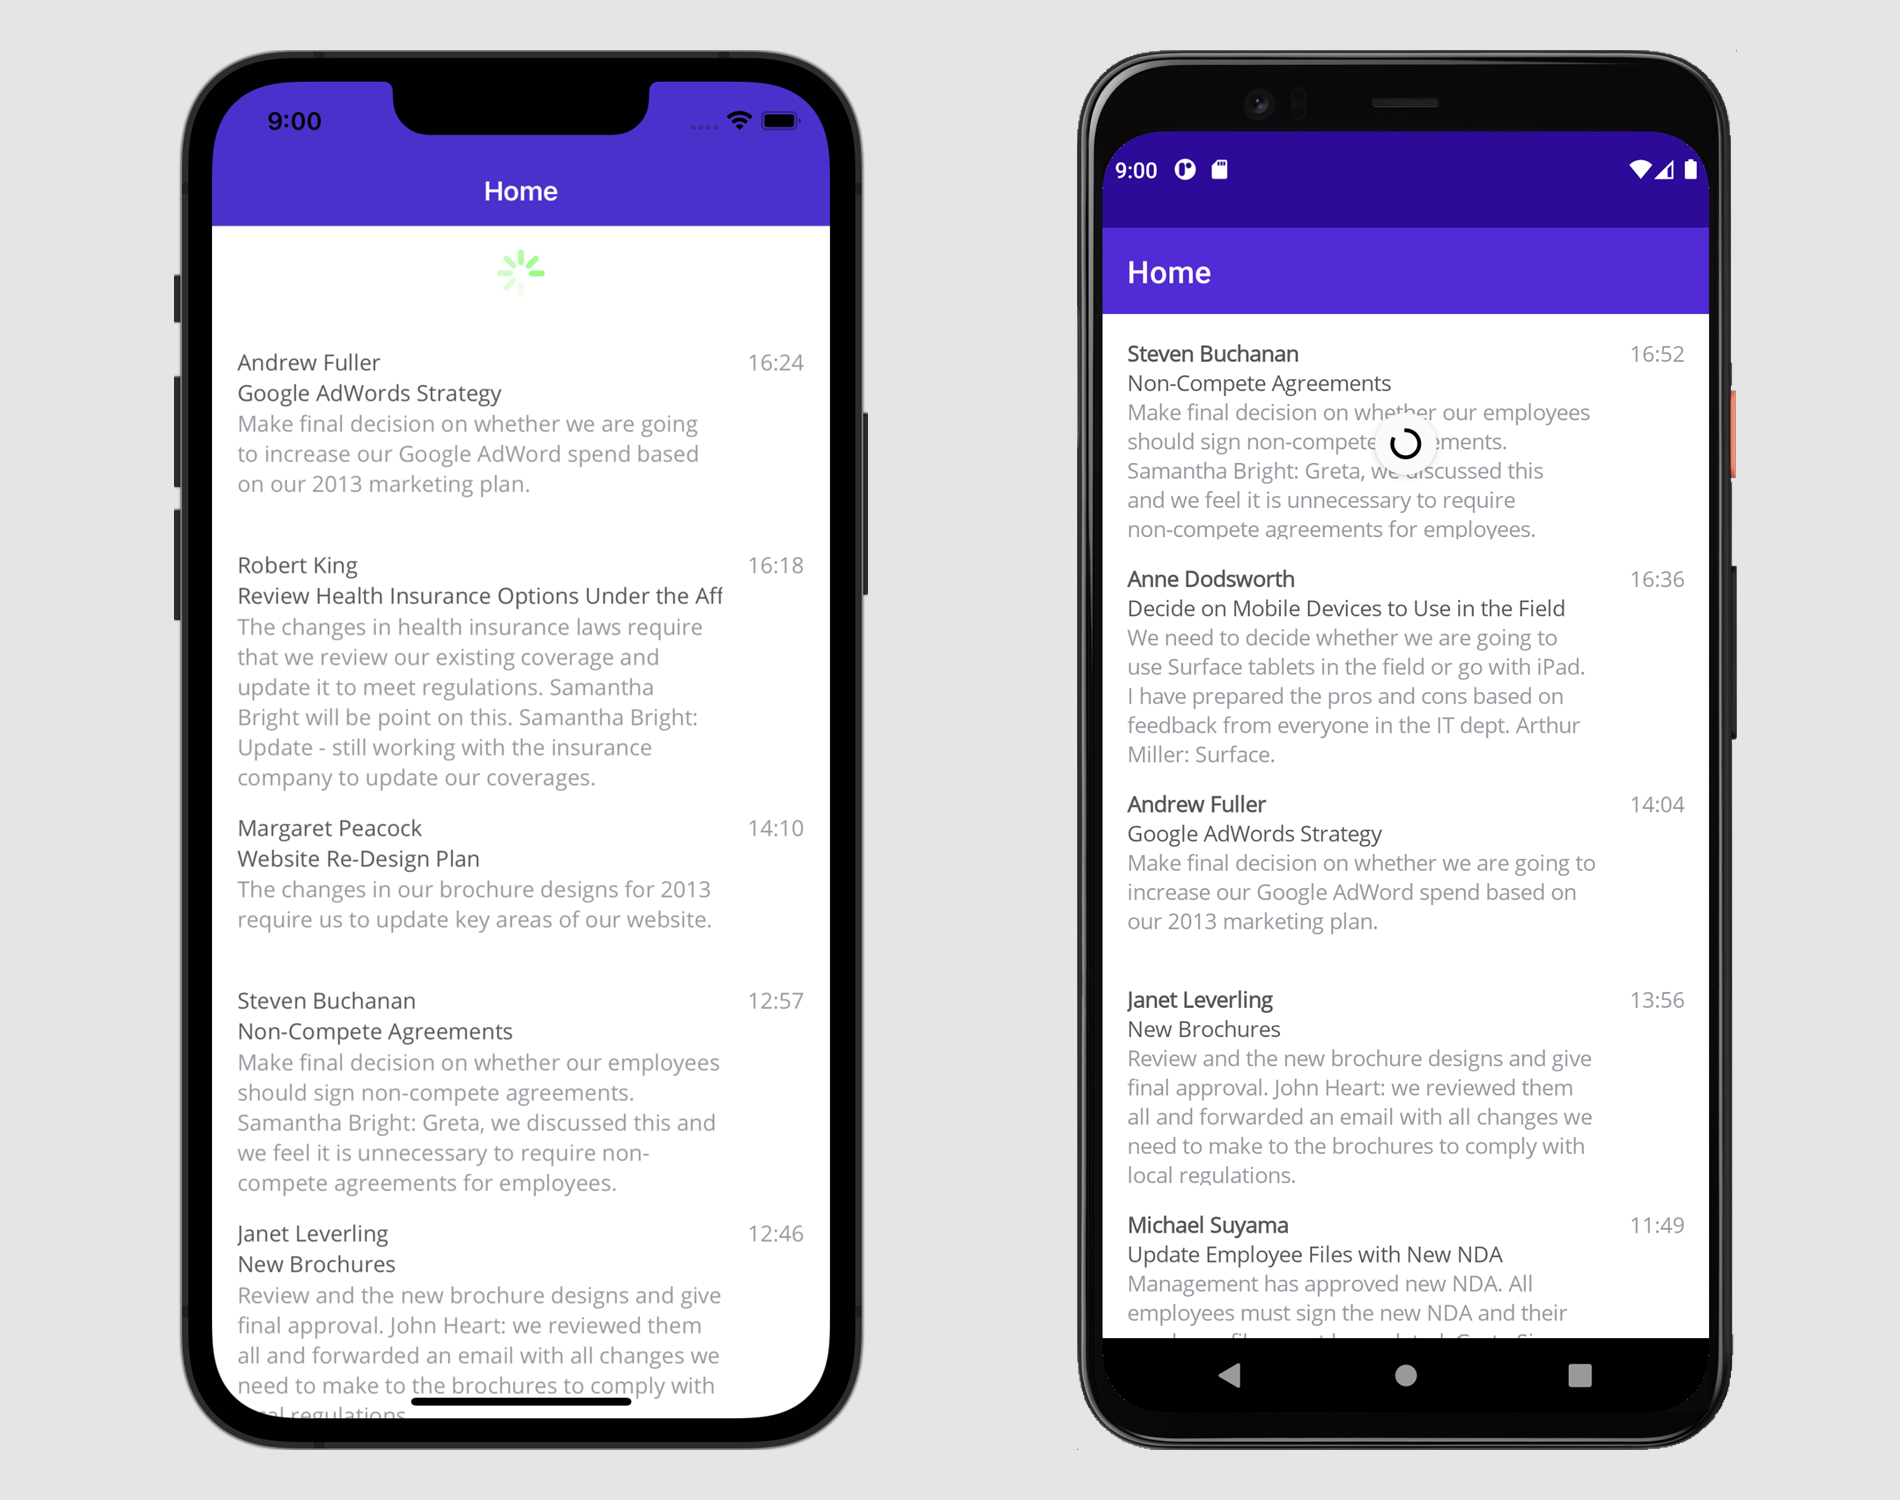 9:00
Home
Andrew Fuller 16:24
Google AdWords Strategy
Make final decision on whether we are going
to increase our Google AdWord spend based
on our 2013 marketing plan.
Robert King 16:18
Review Health Insurance Options Under the Aff
The changes in health insurance laws require
that we review our existing coverage and
update it to meet regulations. Samantha
Bright will be point on this. Samantha Bright:
Update - still working with the insurance
company to update our coverages.
Margaret Peacock 14:10
Website Re-Design Plan
The changes in our brochure designs for 2013
require us to update key areas of our website.
Steven Buchanan 12:57
Non-Compete Agreements
Make final decision on whether our employees
should sign non-compete agreements.
Samantha Bright: Greta, we discussed this and
we feel it is unnecessary to require non-
compete agreements for employees.
Janet Leverling 12:46
New Brochures
Review and the new brochure designs and give
final approval. John Heart: we reviewed them
all and forwarded an email with all changes we
need to make to the brochures to comply with
regulations
9:00
Home
Steven Buchanan 16:52
Non-Compete Agreements
Make final decision on whether our employees
should sign non-compete ements.
Samantha Bright: Greta, we discussed this
and we feel it is unnecessary to require
non-compete agreements for employees.
Anne Dodsworth 16:36
Decide on Mobile Devices to Use in the Field
We need to decide whether we are going to
use Surface tablets in the field or go with iPad.
I have prepared the pros and cons based on
feedback from everyone in the IT dept. Arthur
Miller: Surface.
Andrew Fuller 14:04
Google AdWords Strategy
Make final decision on whether we are going to
increase our Google AdWord spend based on
our 2013 marketing plan.
Janet Leverling 13:56
New Brochures
Review and the new brochure designs and give
final approval. John Heart: we reviewed them
all and forwarded an email with all changes we
need to make to the brochures to comply with
local regulations.
Michael Suyama 11:49
Update Employee Files with New NDA
Management has approved new NDA. All
employees must sign the new NDA and their